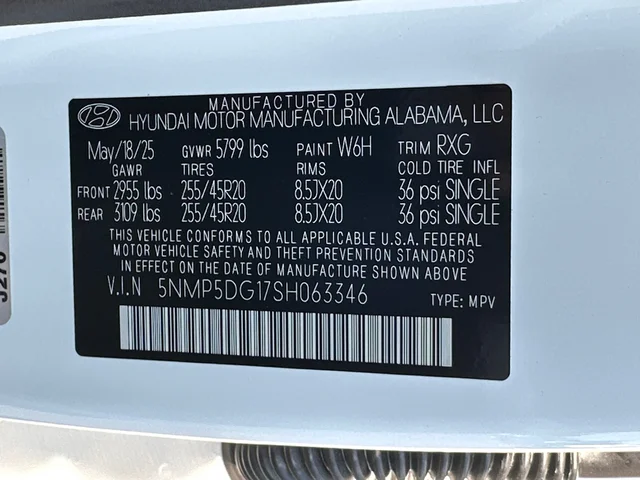 MANUFACTURED BY
HYUNDAI MOTOR MANUFACTURING ALABAMA, LLC
May/18/25 GVWR 5799 lbs PAINT W6H TRIM RXG
GAWR TIRES RIMS COLD TIRE INFL
FRONT 2955 lbs 255/45R20 8.5JX20 36 psi SINGLE
REAR 3109 lbs 255/45R20 8.5JX20 36 psi SINGLE
THIS VEHICLE CONFORMS TO ALL APPLICABLE U.S.A. FEDERAL
MOTOR VEHICLE SAFETY AND THEFT PREVENTION STANDARDS
IN EFFECT ON THE DATE OF MANUFACTURE SHOWN ABOVE.
V.I.N 5NMP5DG17SH063346 TYPE: MPV